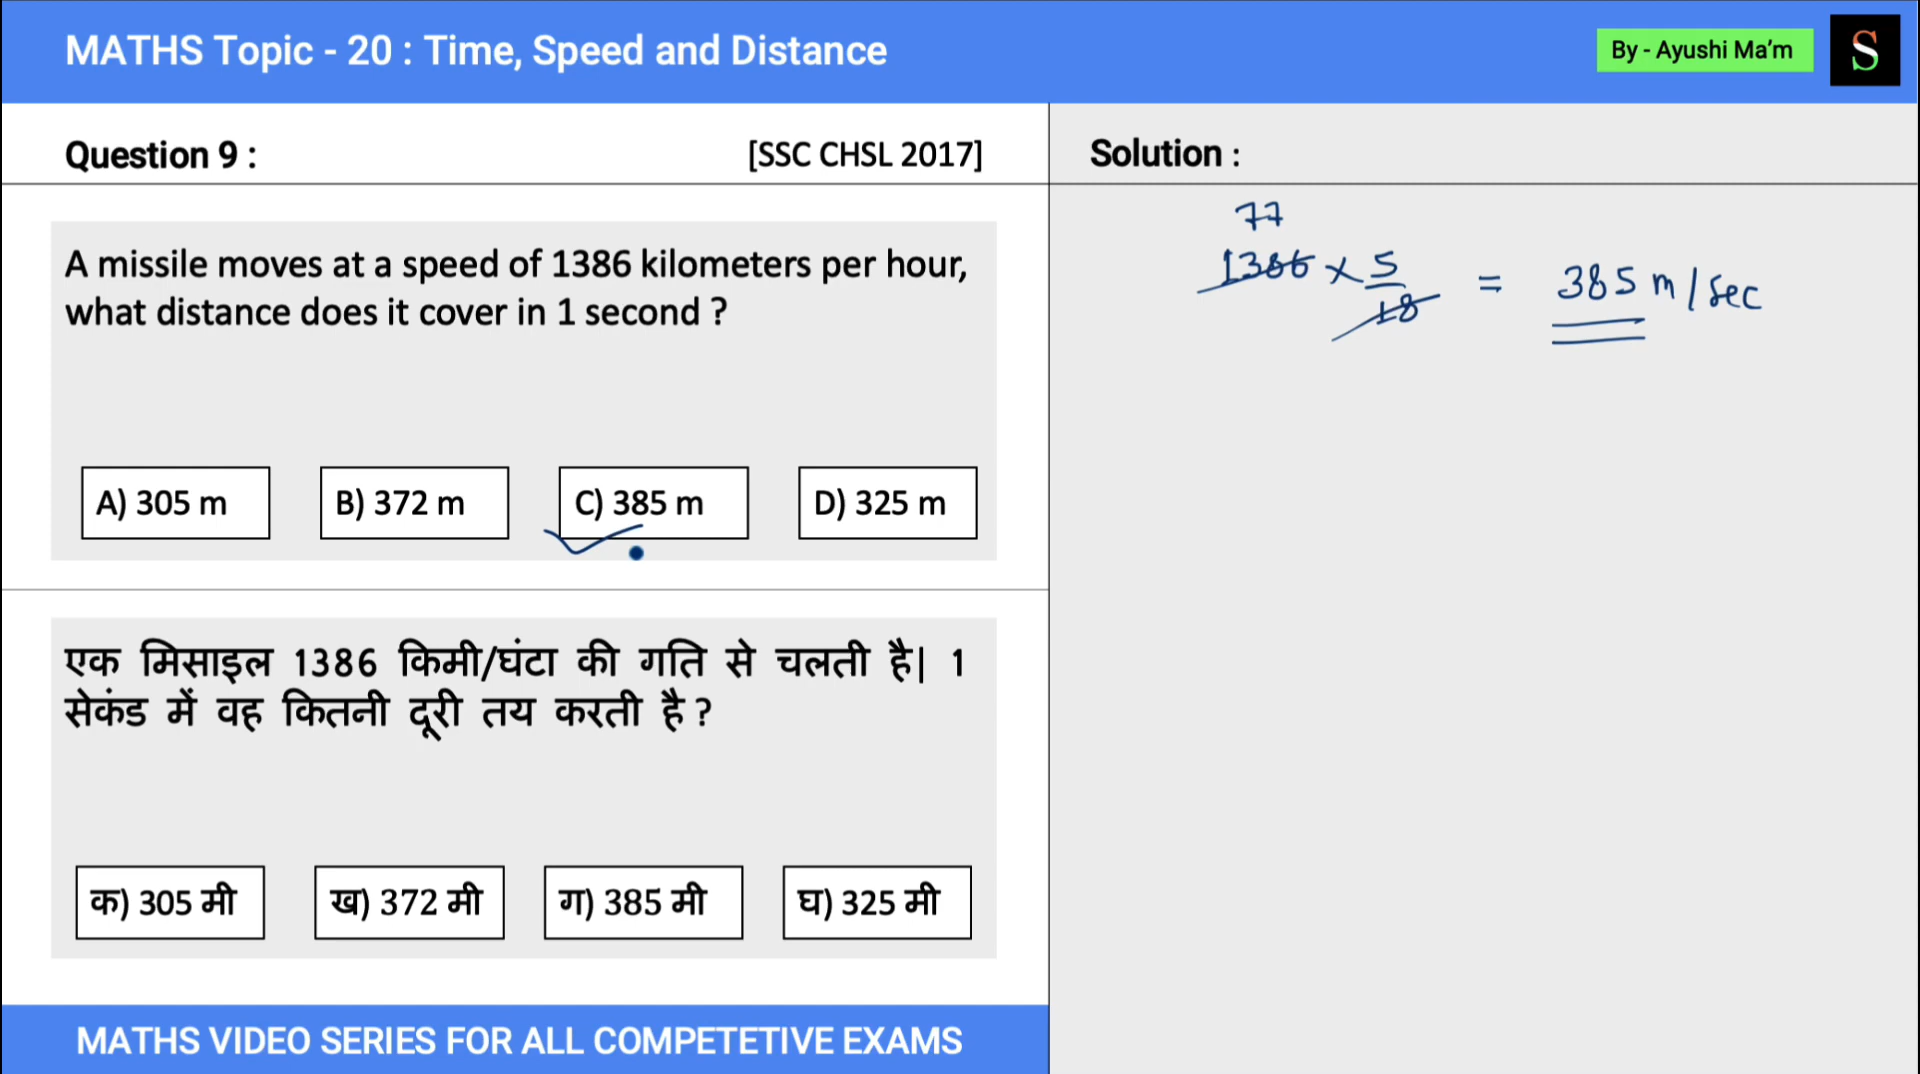 MATHS Topic - 20 : Time, Speed and Distance
By - Ayushi Ma’m
S
Question 9 :
[SSC CHSL 2017]
A missile moves at a speed of 1386 kilometers per hour,
what distance does it cover in 1 second ?
A) 305 m
B) 372 m
C) 385 m
D) 325 m
एक मिसाइल 1386 किमी/घंटा की गति से चलती है| 1
सेकंड में वह कितनी दूरी तय करती है ?
क) 305 मी
ख) 372 मी
ग) 385 मी
घ) 325 मी
MATHS VIDEO SERIES FOR ALL COMPETETIVE EXAMS
Solution :
77
1386 × 5 = 385 m/sec
18